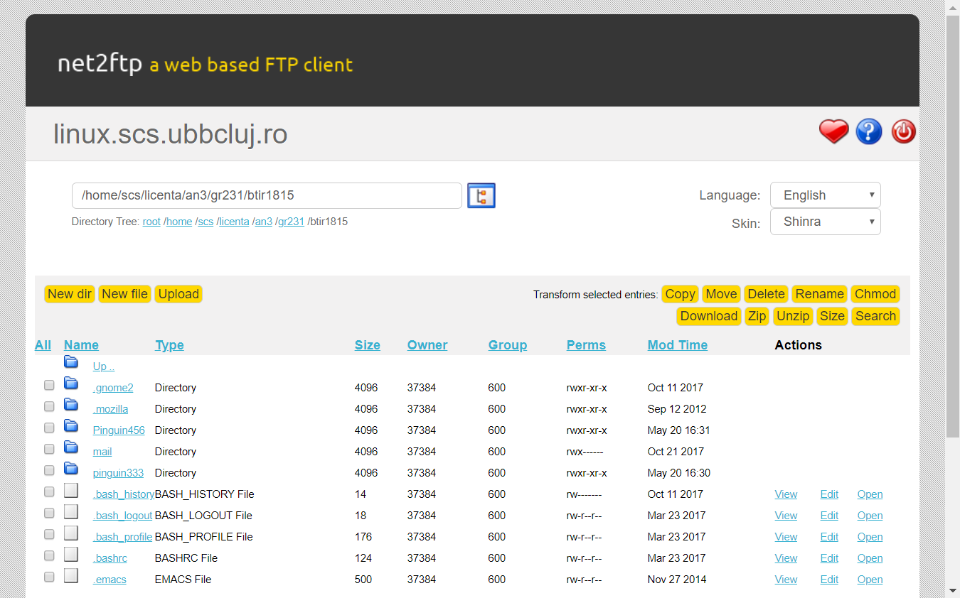 net2ftp a web based FTP client
linux.scs.ubbcluj.ro
/home/scs/licenta/an3/gr231/btir1815
Language: English
Directory Tree: root /home /scs /licenta /an3 /gr231 /btir1815
Skin: Shinra
New dir New file Upload Transform selected entries: Copy Move Delete Rename Chmod
Download Zip Unzip Size Search
All Name Type Size Owner Group Perms Mod Time Actions
Up ..
.gnome2 Directory 4096 37384 600 rwxr-xr-x Oct 11 2017
.mozilla Directory 4096 37384 600 rwxr-xr-x Sep 12 2012
Pinguin456 Directory 4096 37384 600 rwxr-xr-x May 20 16:31
mail Directory 4096 37384 600 rwx------ Oct 21 2017
pinguin333 Directory 4096 37384 600 rwxr-xr-x May 20 16:30
.bash_history BASH_HISTORY File 14 37384 600 rw------- Oct 11 2017 View Edit Open
.bash_logout BASH_LOGOUT File 18 37384 600 rw-r--r-- Mar 23 2017 View Edit Open
.bash_profile BASH_PROFILE File 176 37384 600 rw-r--r-- Mar 23 2017 View Edit Open
.bashrc BASHRC File 124 37384 600 rw-r--r-- Mar 23 2017 View Edit Open
.emacs EMACS File 500 37384 600 rw-r--r-- Nov 27 2014 View Edit Open